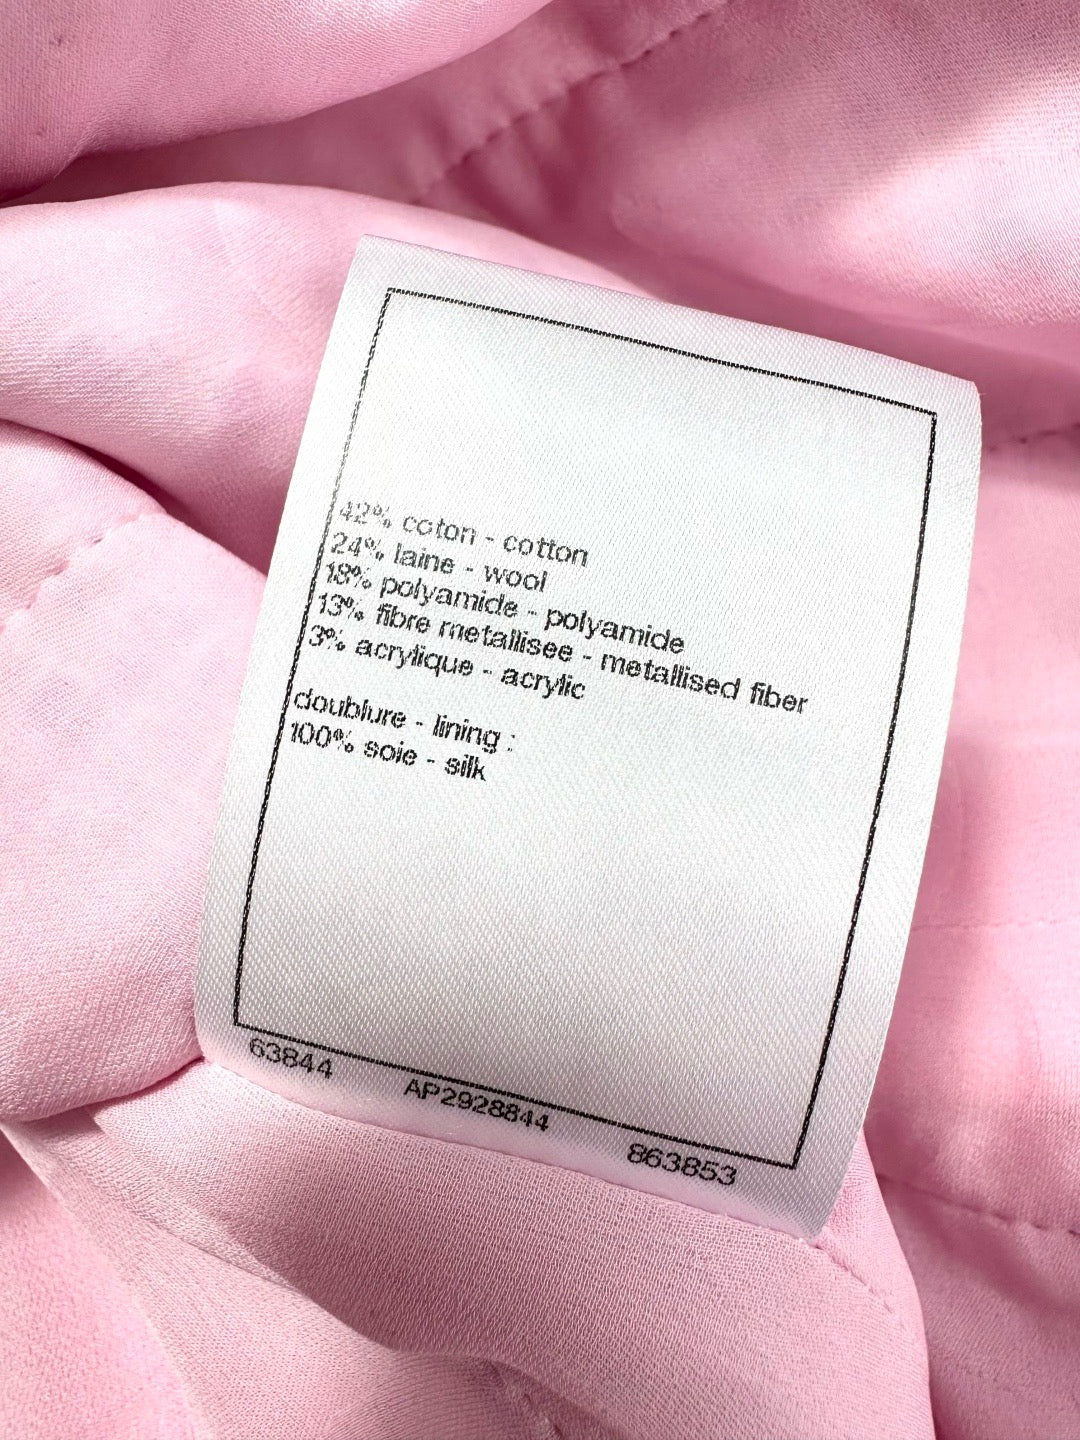 42% coton - cotton
24% laine - wool
18% polyamide - polyamide
13% fibre metallisee - metallised fiber
3% acrylique - acrylic
doublure - lining :
100% soie - silk
63844 AP2928844 863853